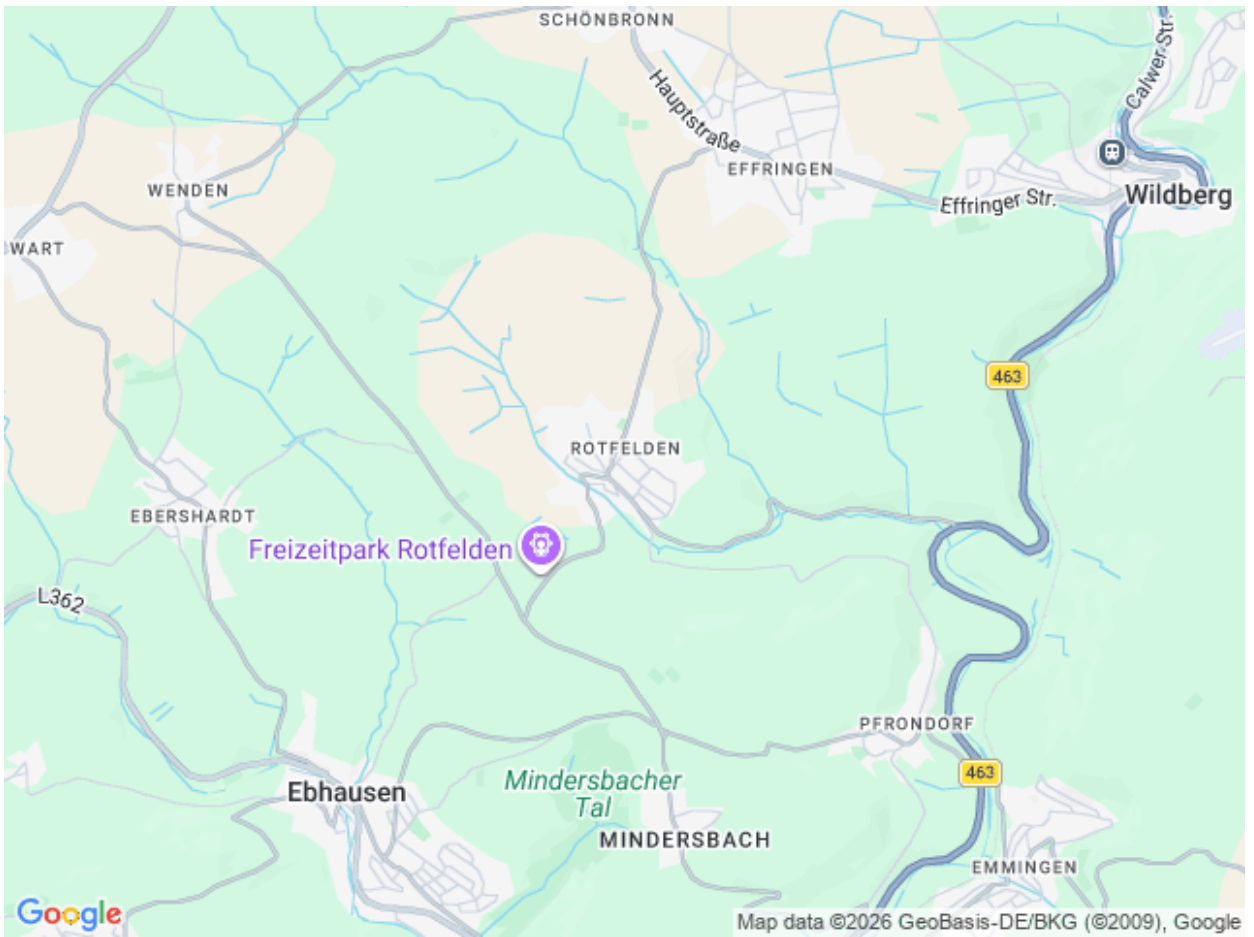 SCHÖNBRONN
Calwer Str.
Hauptstraße
EFFRINGEN
WENDEN
Effringer Str.
Wildberg
WART
463
ROTFELDEN
EBERSHARDT
Freizeitpark Rotfelden
L362
PFRONDORF
463
Mindersbacher
Tal
Ebhausen
MINDERSBACH
EMMINGEN
Google
Map data ©2026 GeoBasis-DE/BKG (©2009), Google